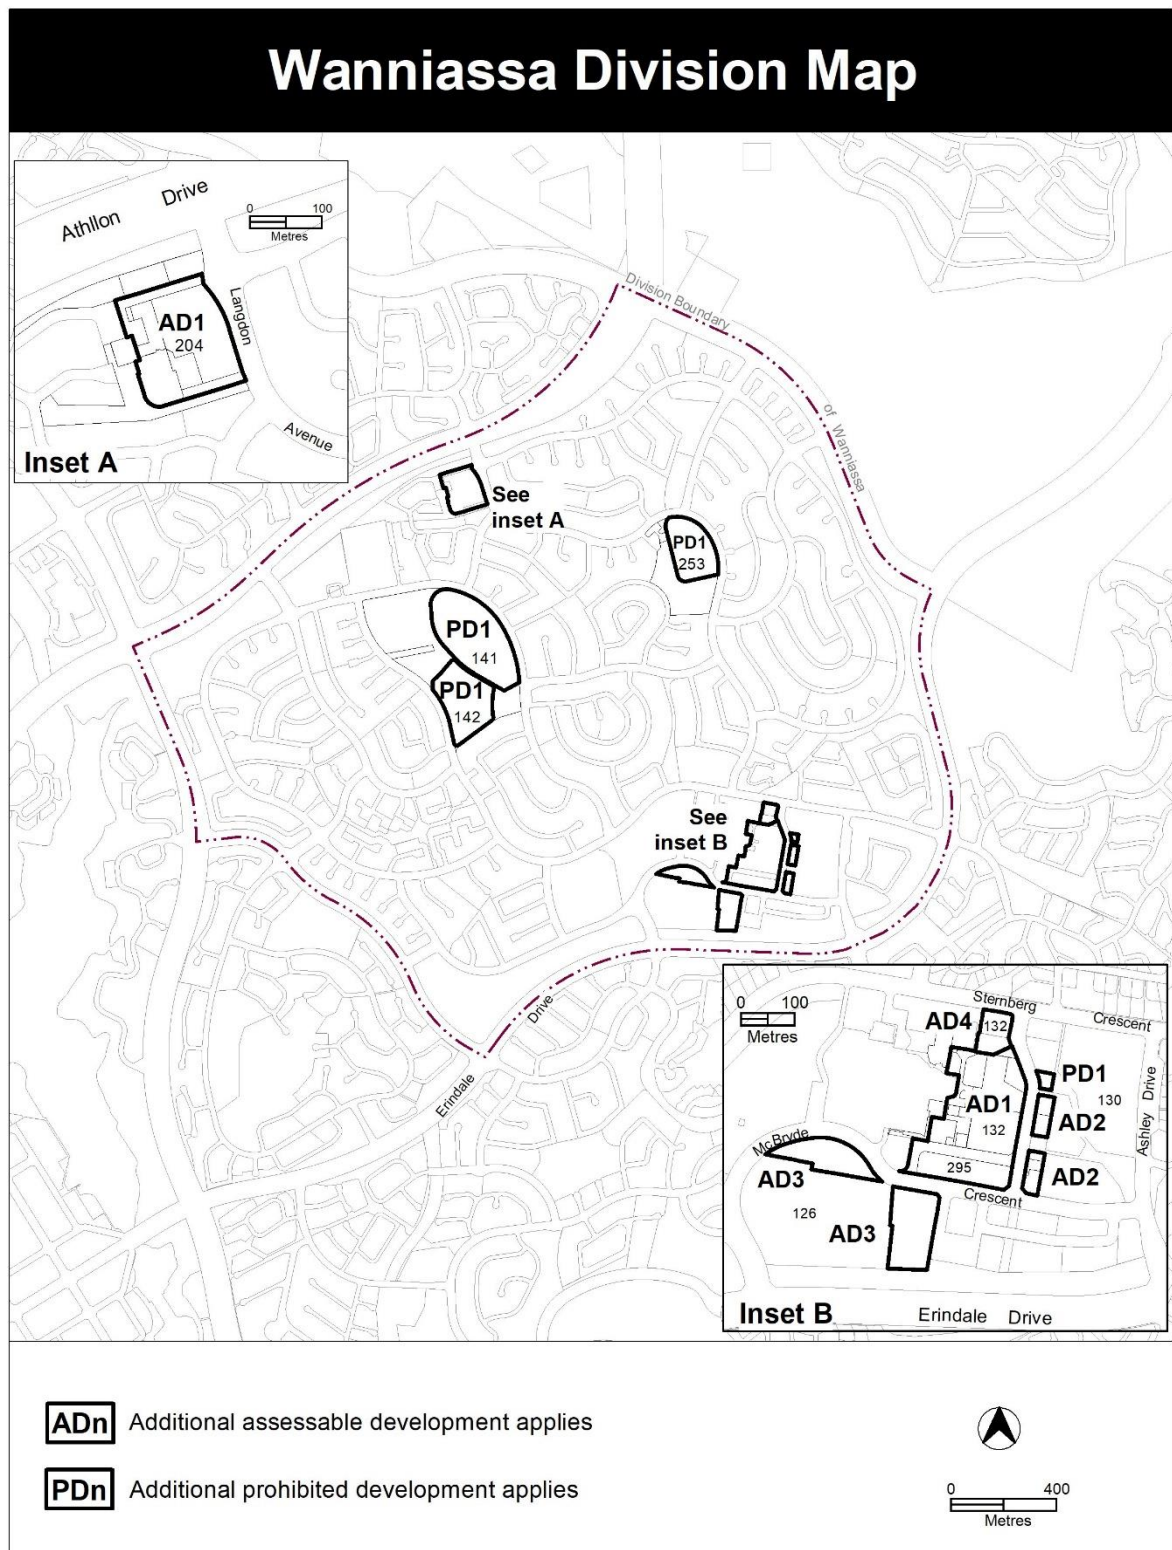 Wanniassa Division Map
Athllon Drive
0 100
Metres
AD1
204
Langdon
Avenue
Inset A
Division Boundary
of Wanniassa
See
inset A
PD1
253
PD1
141
PD1
142
See
inset B
Erindale Drive
0 100
Metres
Sternberg
Crescent
AD4
132
PD1
130
AD1
132
AD2
Ashley Drive
McBryde
295
AD2
AD3
Crescent
126
AD3
Inset B
Erindale Drive
ADn Additional assessable development applies
PDn Additional prohibited development applies
0 400
Metres